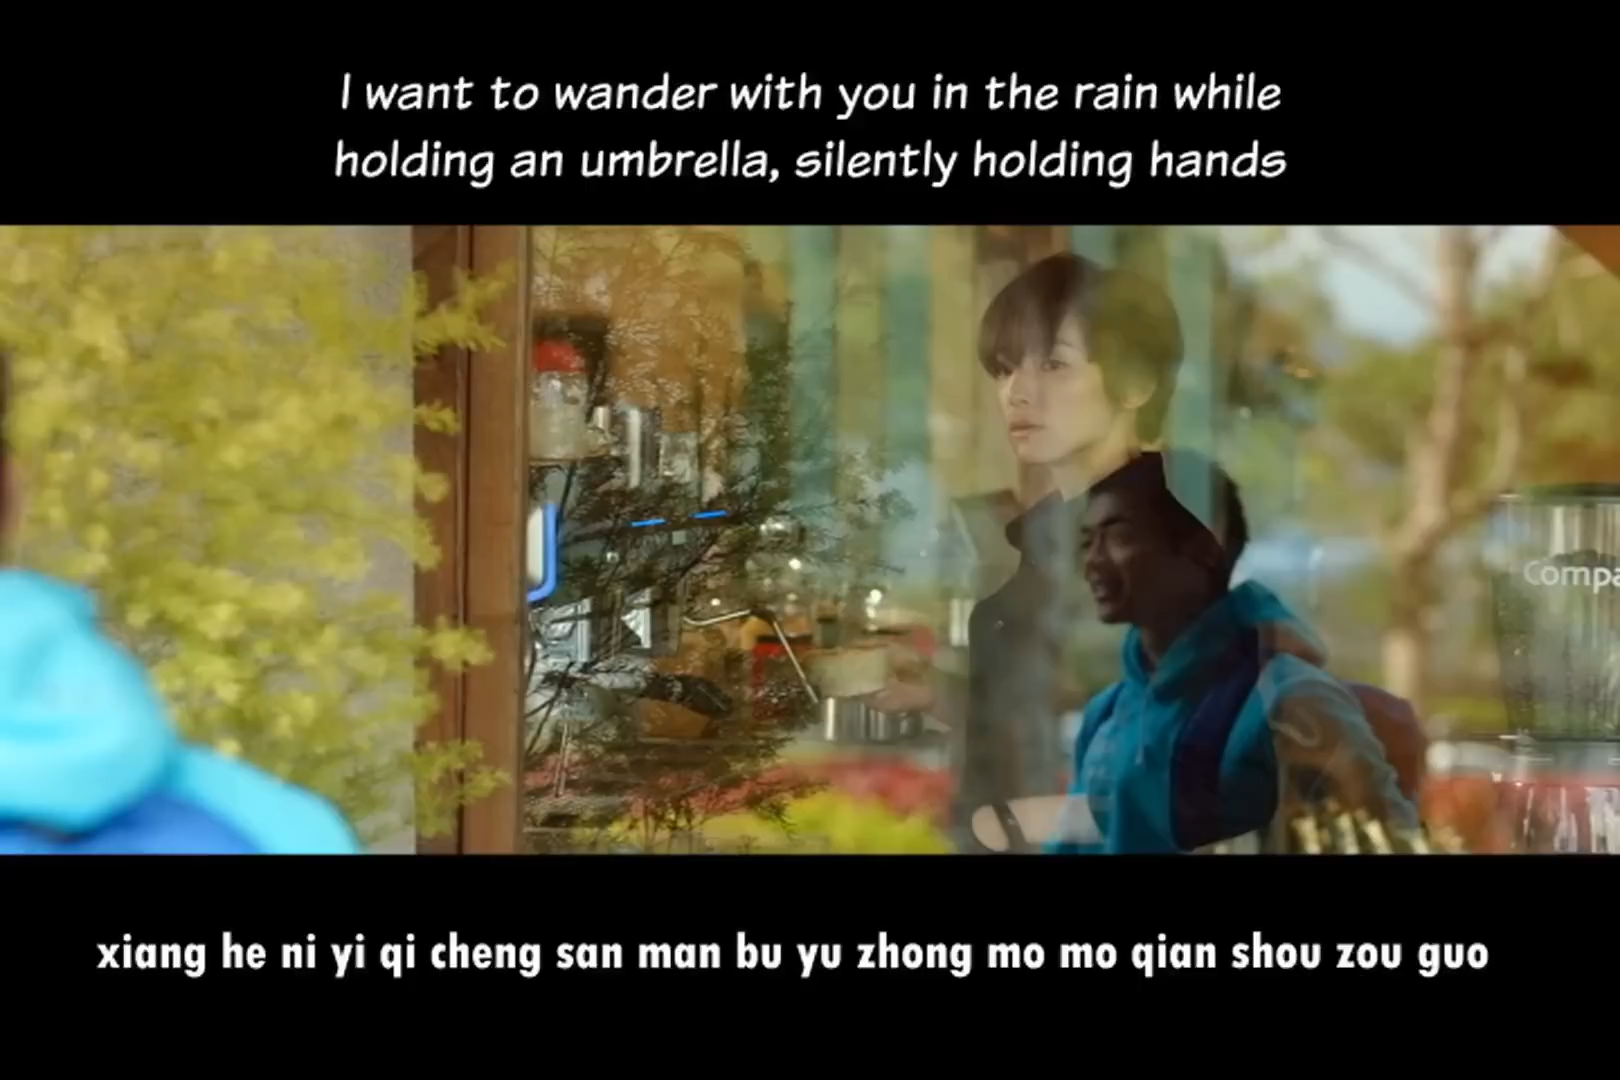 I want to wander with you in the rain while
holding an umbrella, silently holding hands
xiang he ni yi qi cheng san man bu yu zhong mo mo qian shou zou guo